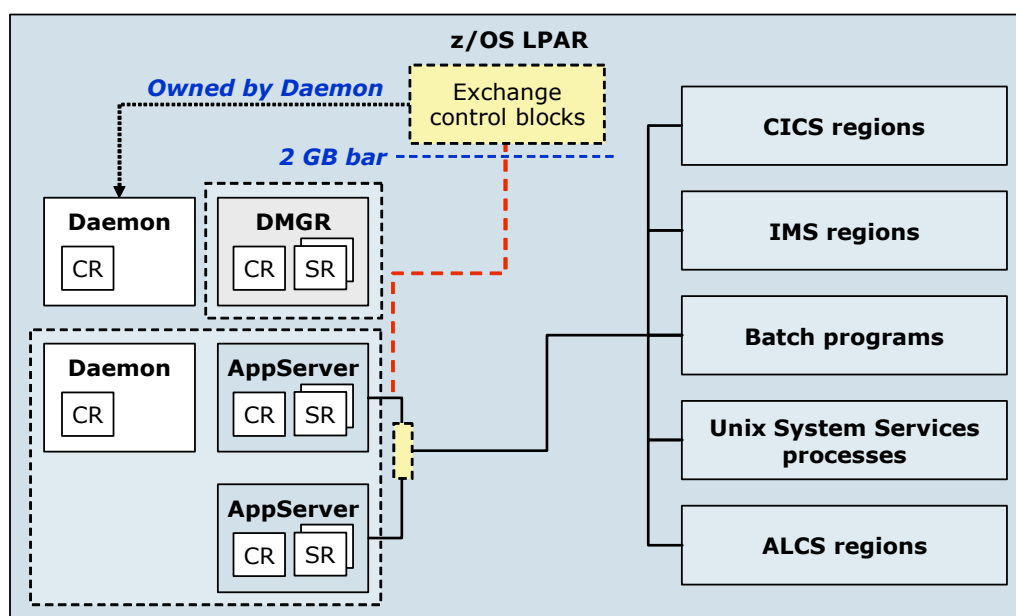 z/OS LPAR
Owned by Daemon
Exchange
control blocks
2 GB bar
Daemon
CR
DMGR
CR
SR
Daemon
CR
AppServer
CR
SR
AppServer
CR
SR
CICS regions
IMS regions
Batch programs
Unix System Services
processes
ALCS regions